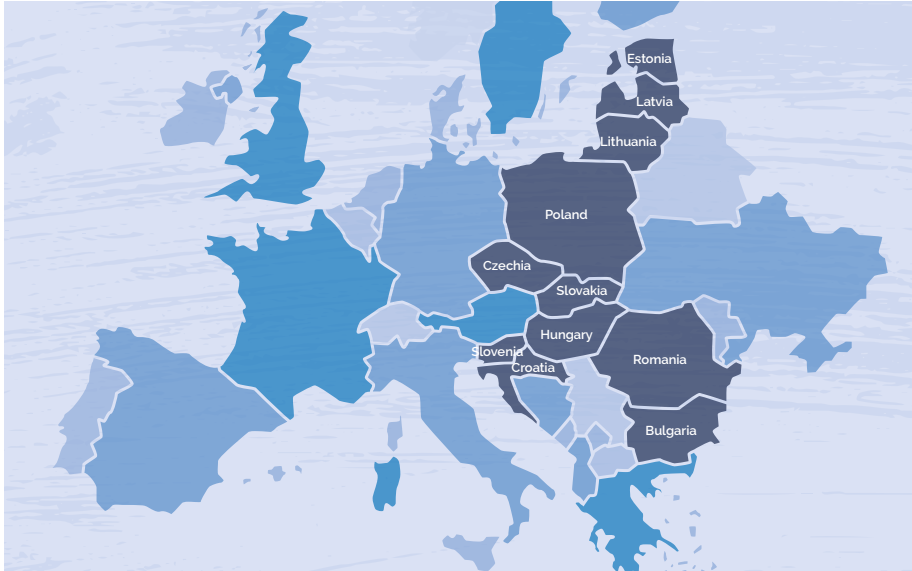 Estonia
Latvia
Lithuania
Poland
Czechia
Slovakia
Hungary
Slovenia
Croatia
Romania
Bulgaria